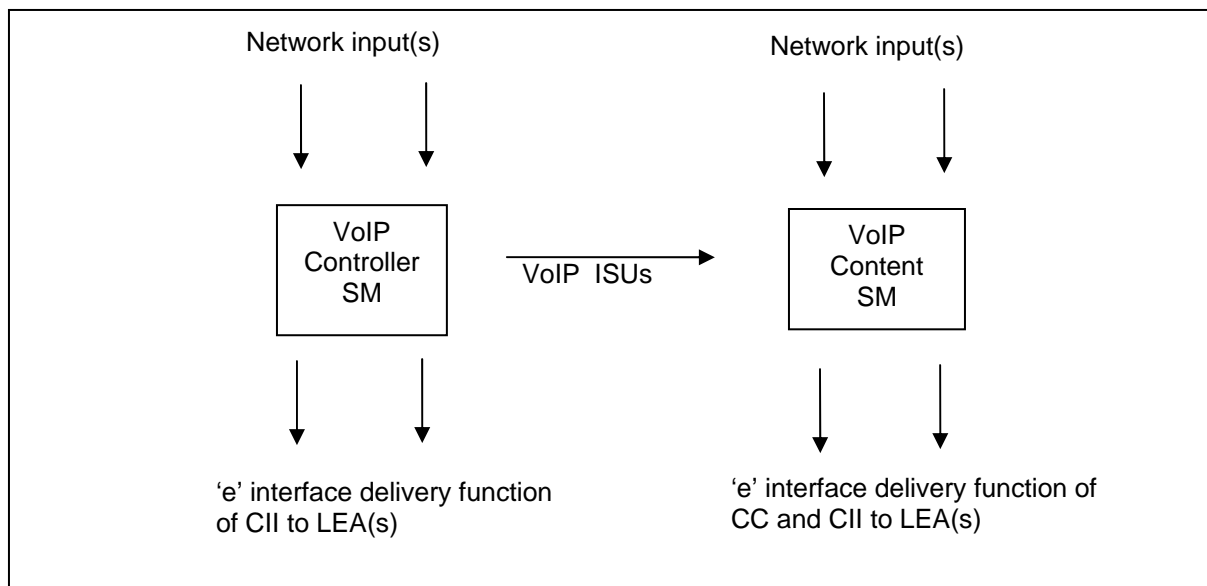 Network input(s)
Network input(s)
VoIP
Controller
SM
VoIP ISUs
VoIP
Content
SM
‘e’ interface delivery function
of CII to LEA(s)
‘e’ interface delivery function of
CC and CII to LEA(s)